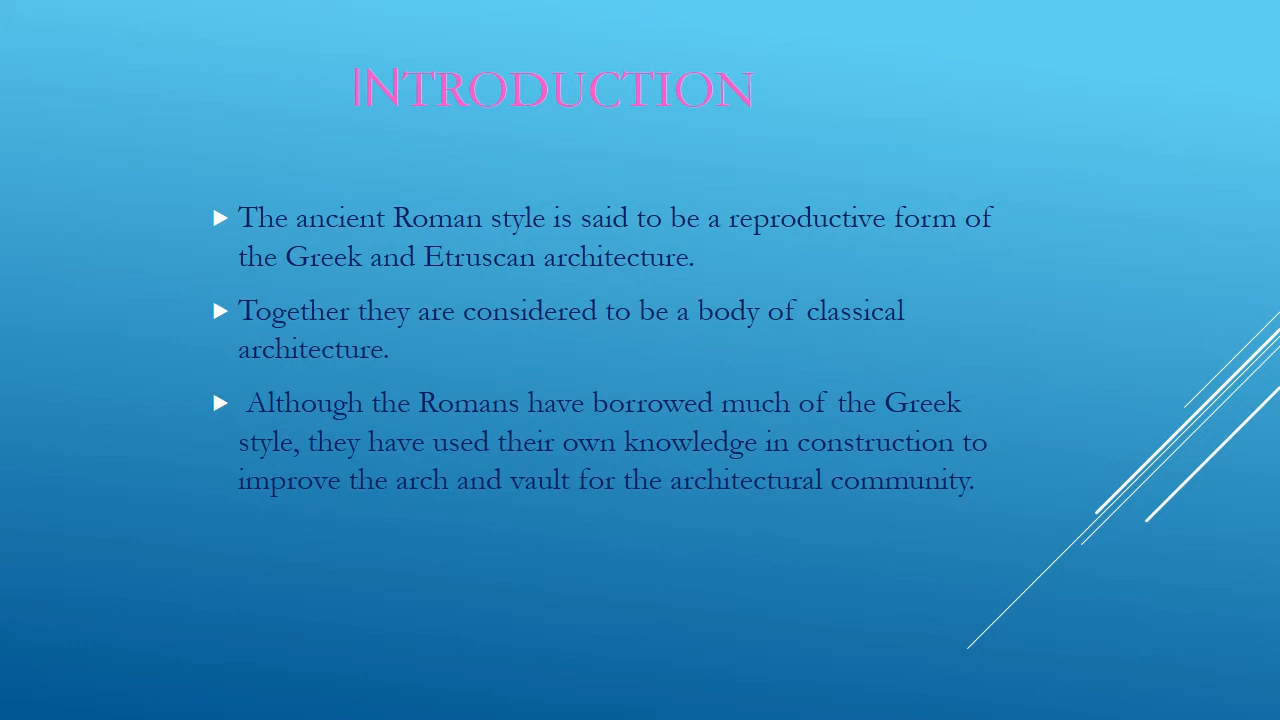 INTRODUCTION
The ancient Roman style is said to be a reproductive form of
the Greek and Etruscan architecture.
Together they are considered to be a body of classical
architecture.
Although the Romans have borrowed much of the Greek
style, they have used their own knowledge in construction to
improve the arch and vault for the architectural community.